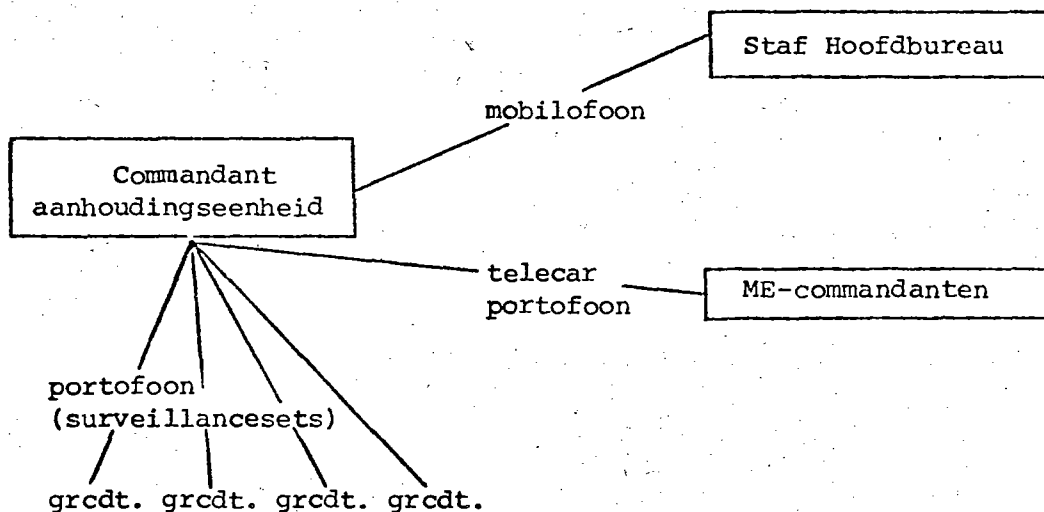 Staf Hoofdbureau
mobilofoon
Commandant
aanhoudingseenheid
telecar
portofoon
ME-commandanten
portofoon
(surveillancesets)
grcdt. grcdt. grcdt. grcdt.